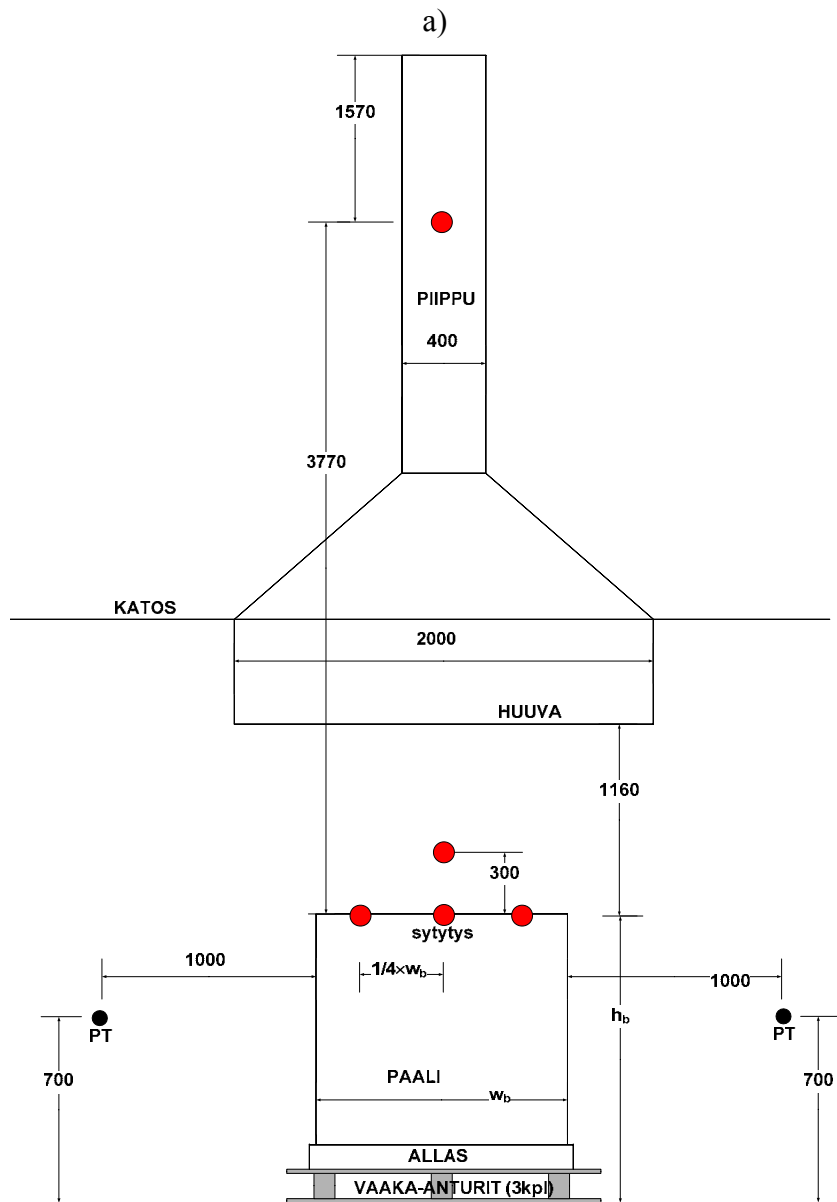 a)
1570
PIIPPU
400
3770
KATOS
2000
HUUVA
1160
300
sytytys
1000
1/4×wb
1000
hb
PT
PT
700
700
PAALI
wb
ALLAS
VAAKA-ANTURIT (3kpl)